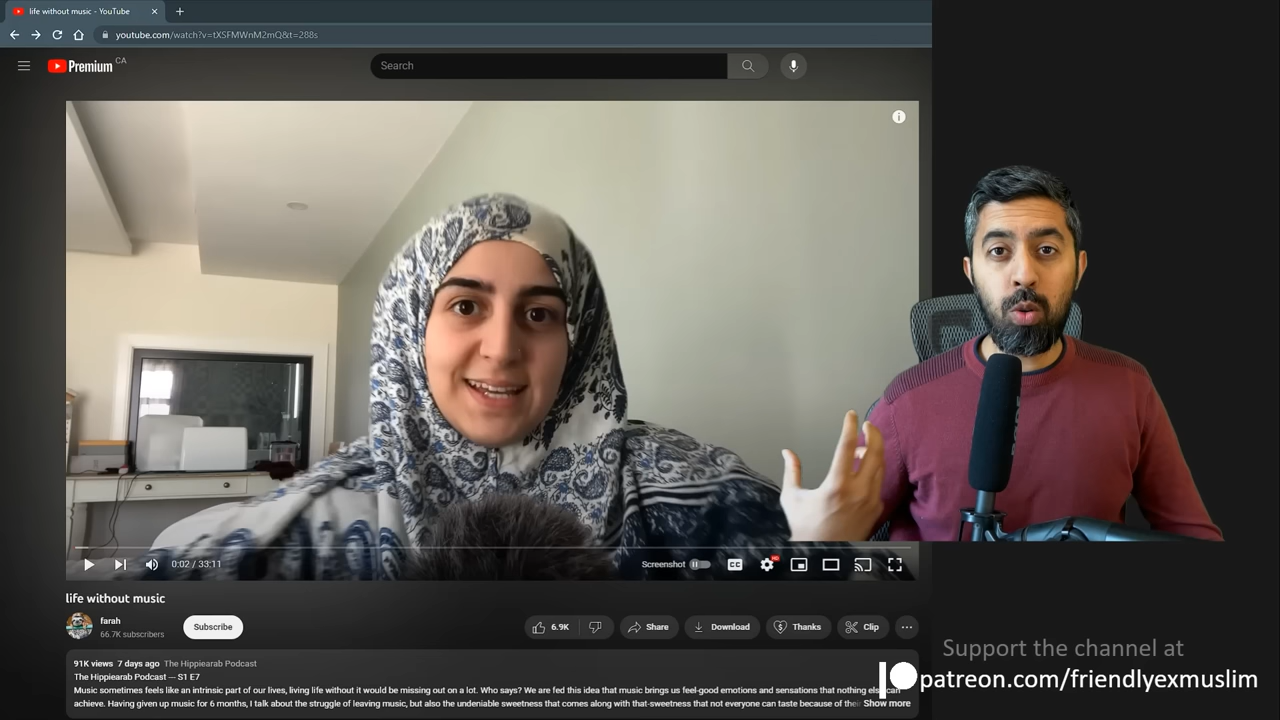 life without music - YouTube
youtube.com/watch?v=tXSFMWnM2mQ&t=288s
Premium CA
Search
0:02 / 33:11
Screenshot
CC
HD
life without music
farah
66.7K subscribers
Subscribe
6.9K
Share
Download
Thanks
Clip
91K views 7 days ago The Hippiearab Podcast
The Hippiearab Podcast — S1 E7
Music sometimes feels like an intrinsic part of our lives, living life without it would be missing out on a lot. Who says? We are fed this idea that music brings us feel-good emotions and sensations that nothing else can
achieve. Having given up music for 6 months, I talk about the struggle of leaving music, but also the undeniable sweetness that comes along with that-sweetness that not everyone can taste because of their Show more
Support the channel at
patreon.com/friendlyexmuslim